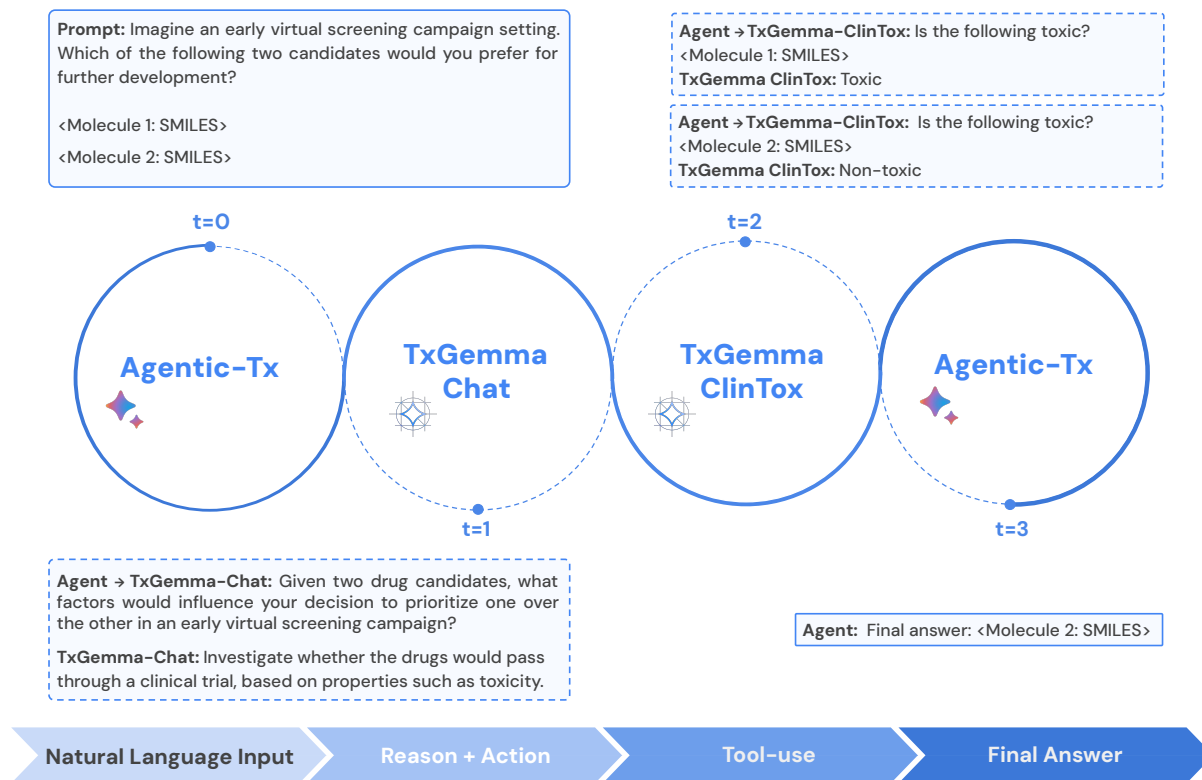 Prompt: Imagine an early virtual screening campaign setting.
Which of the following two candidates would you prefer for
further development?
<Molecule 1: SMILES>
<Molecule 2: SMILES>
Agent → TxGemma-ClinTox: Is the following toxic?
<Molecule 1: SMILES>
TxGemma ClinTox: Toxic
Agent → TxGemma-ClinTox: Is the following toxic?
<Molecule 2: SMILES>
TxGemma ClinTox: Non-toxic
t=0
t=2
Agentic-Tx
TxGemma
Chat
TxGemma
ClinTox
Agentic-Tx
t=1
t=3
Agent → TxGemma-Chat: Given two drug candidates, what
factors would influence your decision to prioritize one over
the other in an early virtual screening campaign?
TxGemma-Chat: Investigate whether the drugs would pass
through a clinical trial, based on properties such as toxicity.
Agent: Final answer: <Molecule 2: SMILES>
Natural Language Input
Reason + Action
Tool-use
Final Answer